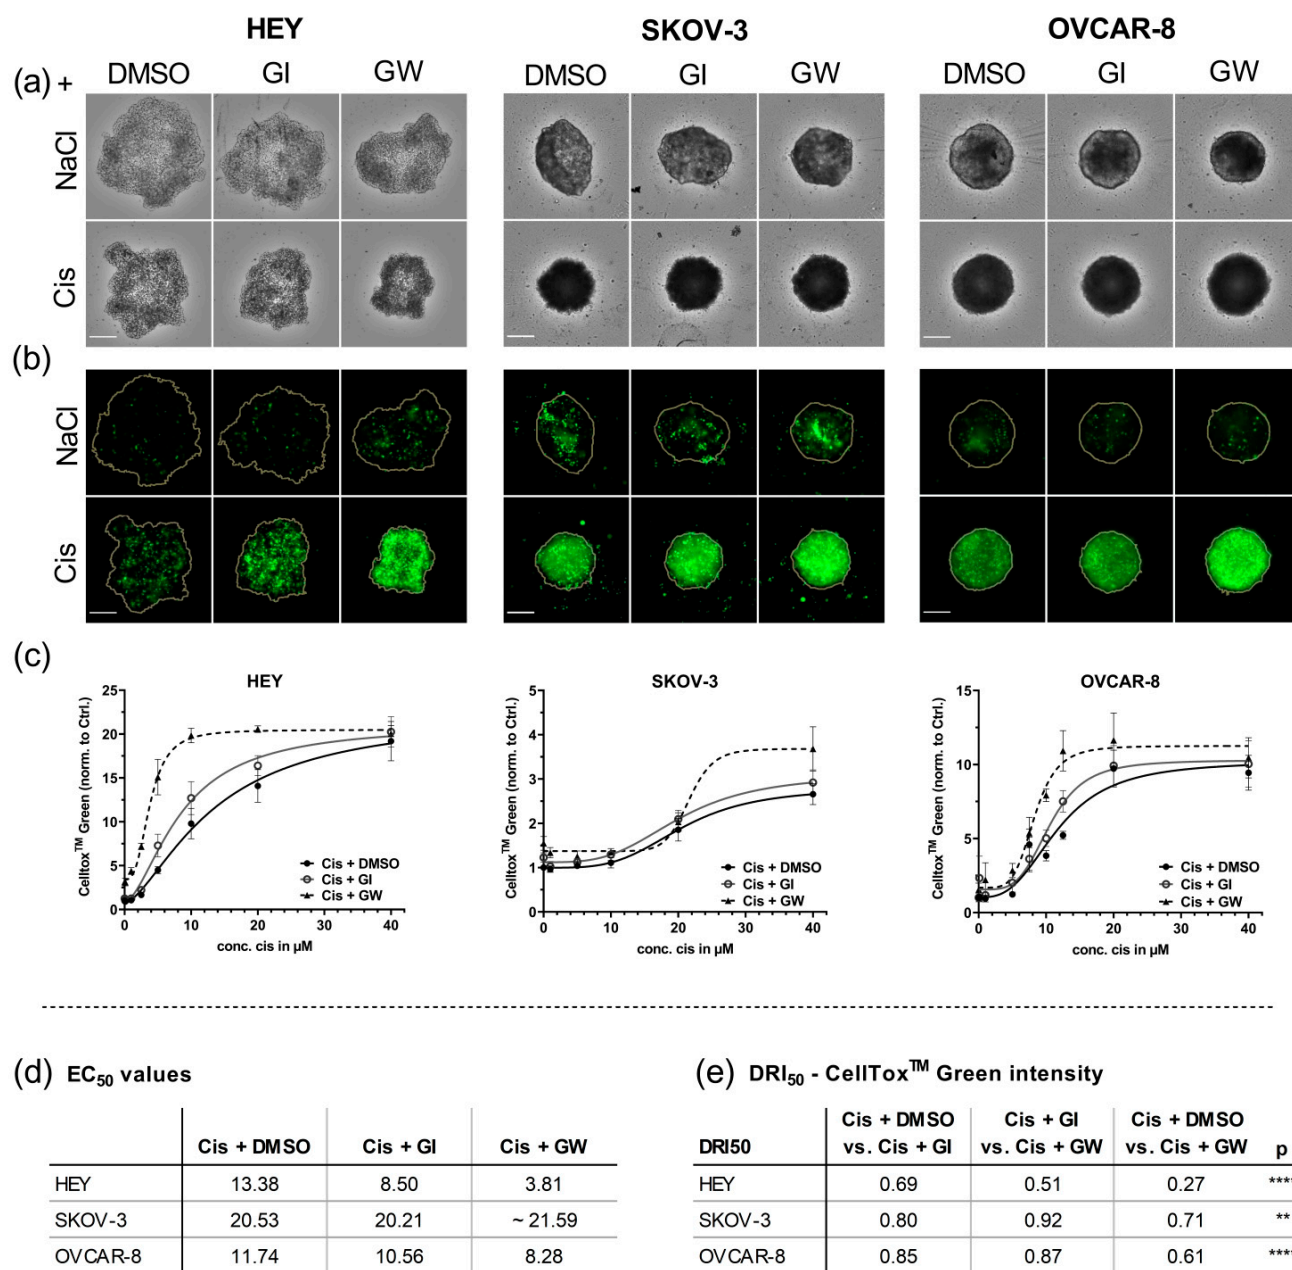 HEY SKOV-3 OVCAR-8
(a) + DMSO GI GW DMSO GI GW DMSO GI GW
NaCl
Cis
(b)
NaCl
Cis
(c)
HEY
25
20
15
10
5
0
0 10 20 30 40
Celltox™ Green (norm. to Ctrl.)
conc. cis in µM
Cis + DMSO
Cis + GI
Cis + GW
SKOV-3
5
4
3
2
1
0
0 10 20 30 40
Celltox™ Green (norm. to Ctrl.)
conc. cis in µM
Cis + DMSO
Cis + GI
Cis + GW
OVCAR-8
15
10
5
0
0 10 20 30 40
Celltox™ Green (norm. to Ctrl.)
conc. cis in µM
Cis + DMSO
Cis + GI
Cis + GW
(d) EC50 values
Cis + DMSO Cis + GI Cis + GW
HEY 13.38 8.50 3.81
SKOV-3 20.53 20.21 ~ 21.59
OVCAR-8 11.74 10.56 8.28
(e) DRI50 - CellTox™ Green intensity
Cis + DMSO Cis + GI Cis + DMSO
DRI50 vs. Cis + GI vs. Cis + GW vs. Cis + GW p
HEY 0.69 0.51 0.27 ****
SKOV-3 0.80 0.92 0.71 **
OVCAR-8 0.85 0.87 0.61 ****